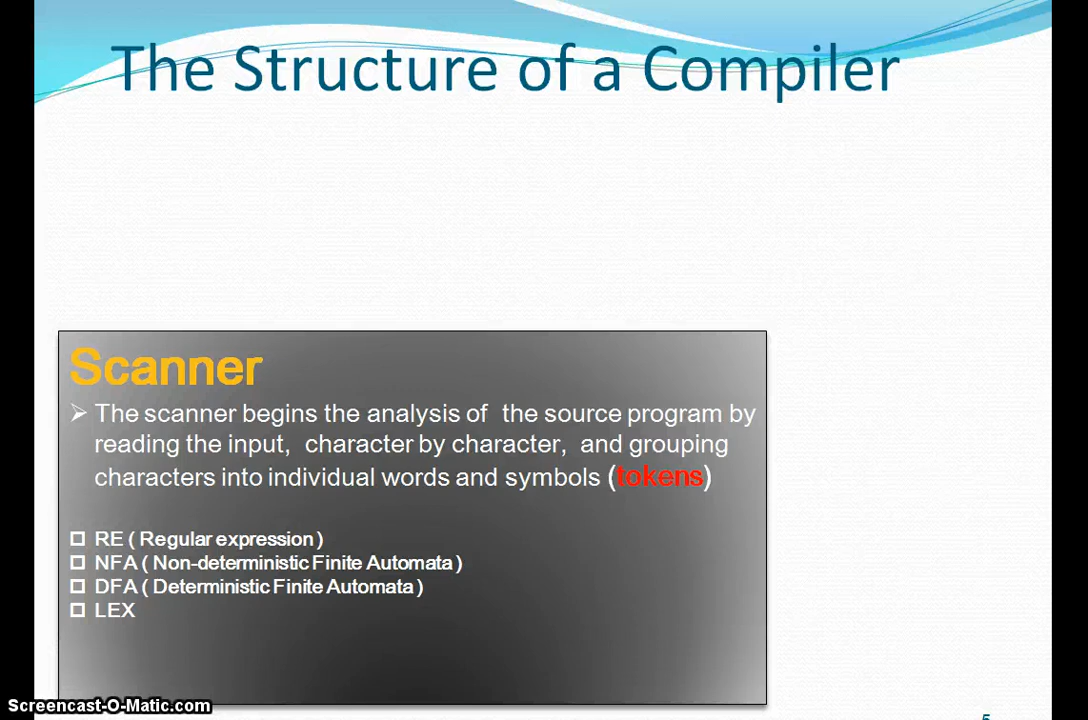 The Structure of a Compiler
Scanner
➢ The scanner begins the analysis of the source program by
reading the input, character by character, and grouping
characters into individual words and symbols (tokens)
❑ RE ( Regular expression )
❑ NFA ( Non-deterministic Finite Automata )
❑ DFA ( Deterministic Finite Automata )
❑ LEX
Screencast-O-Matic.com
5